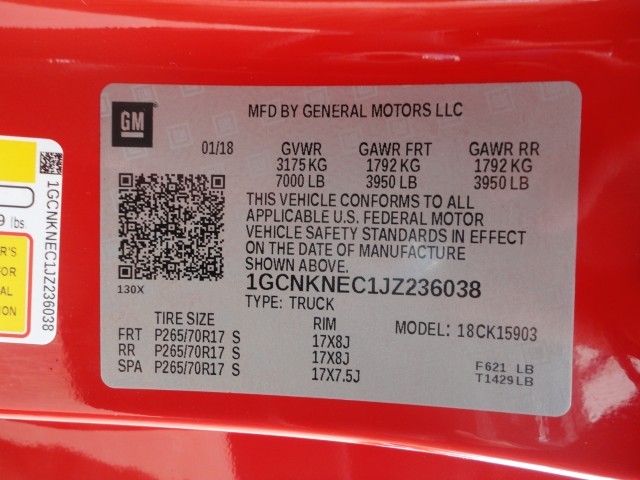 GM
MFD BY GENERAL MOTORS LLC
01/18 GVWR GAWR FRT GAWR RR
3175 KG 1792 KG 1792 KG
7000 LB 3950 LB 3950 LB
THIS VEHICLE CONFORMS TO ALL
APPLICABLE U.S. FEDERAL MOTOR
VEHICLE SAFETY STANDARDS IN EFFECT
ON THE DATE OF MANUFACTURE
SHOWN ABOVE.
130X
1GCNKNEC1JZ236038
TYPE: TRUCK
TIRE SIZE RIM MODEL: 18CK15903
FRT P265/70R17 S 17X8J
RR P265/70R17 S 17X8J
SPA P265/70R17 S 17X7.5J
F621 LB
T1429LB
1GCNKNEC1JZ236038
9 lbs
FOR